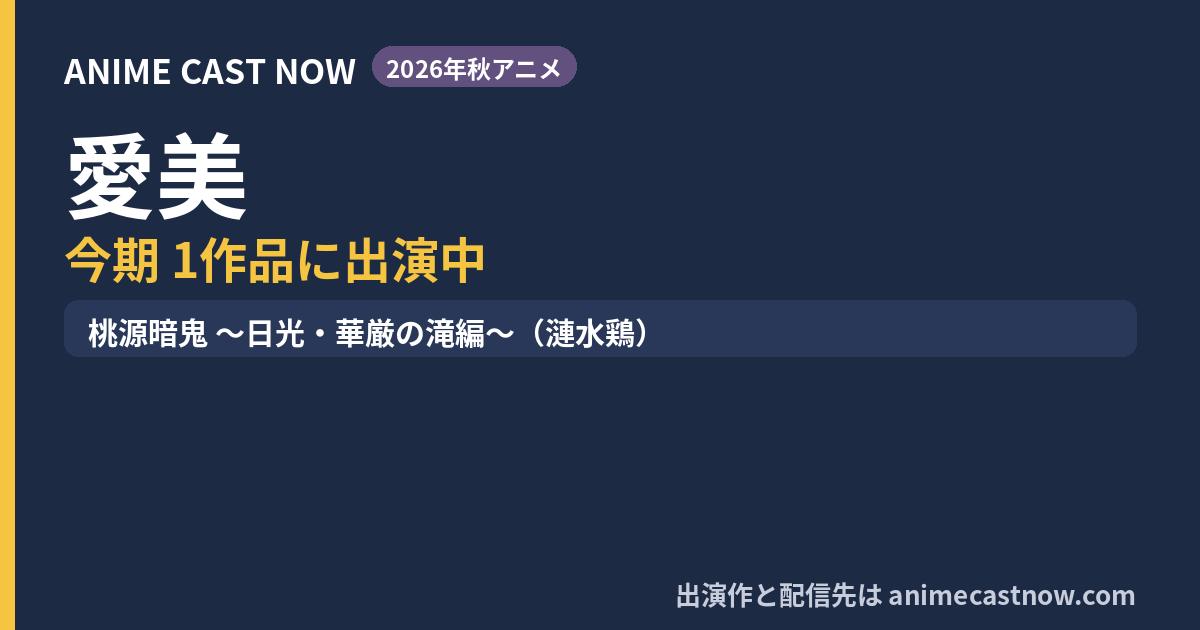 ANIME CAST NOW 2026年秋アニメ
愛美
今期 1作品に出演中
桃源暗鬼 〜日光・華厳の滝編〜（漣水鶏）
出演作と配信先は animecastnow.com